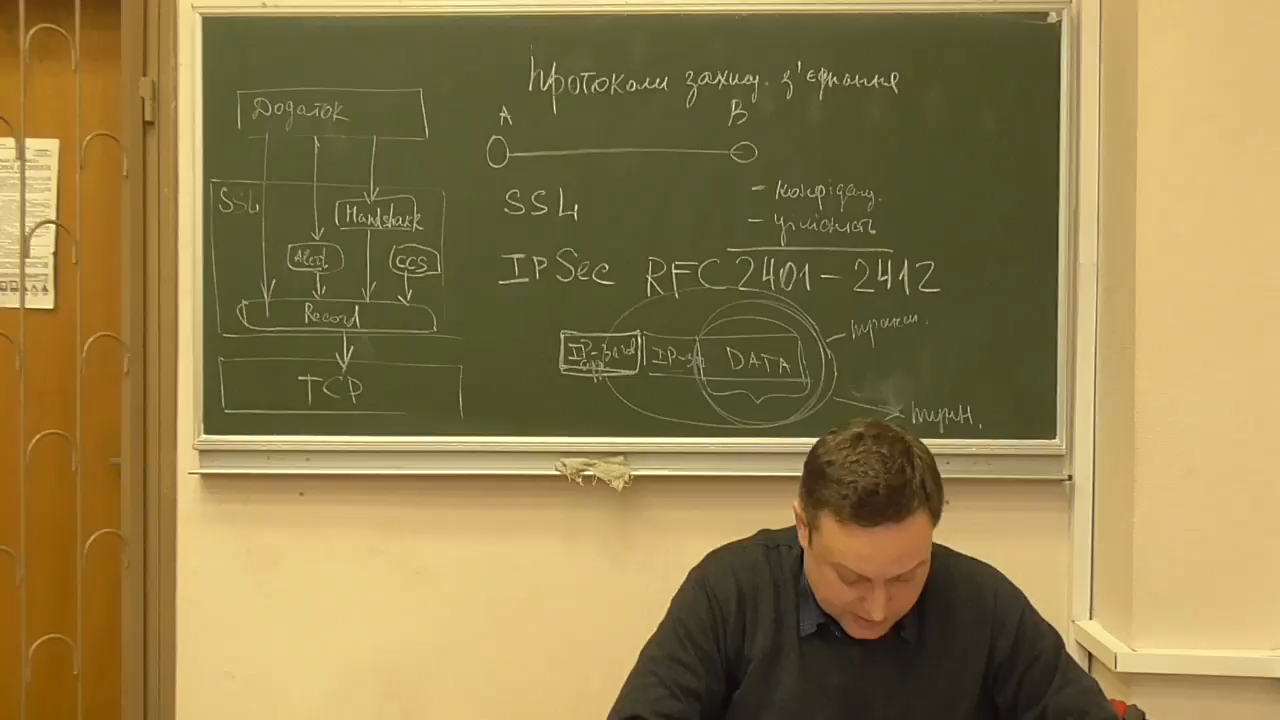 Протоколи захищ. з'єднання
A
B
SSL
- конфіденц.
- цілісність
IPSec RFC 2401-2412
трансп.
IP-заг
DATA
тунн.
Додаток
SSL
Handshake
Alert
CCS
Record
TCP